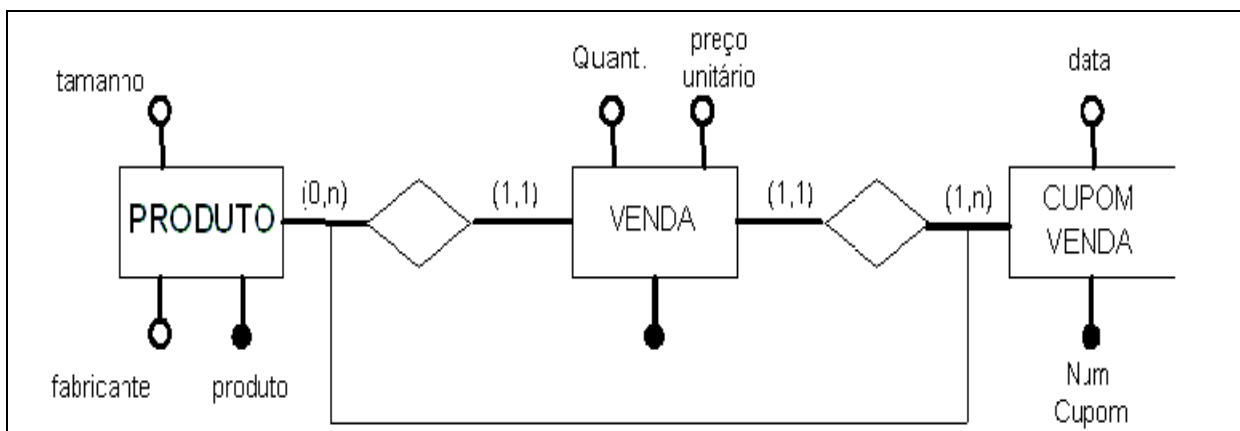 tamanho
Quant.
preço
unitário
data
PRODUTO
(0,n)
(1,1)
VENDA
(1,1)
(1,n)
CUPOM
VENDA
fabricante
produto
Num
Cupom